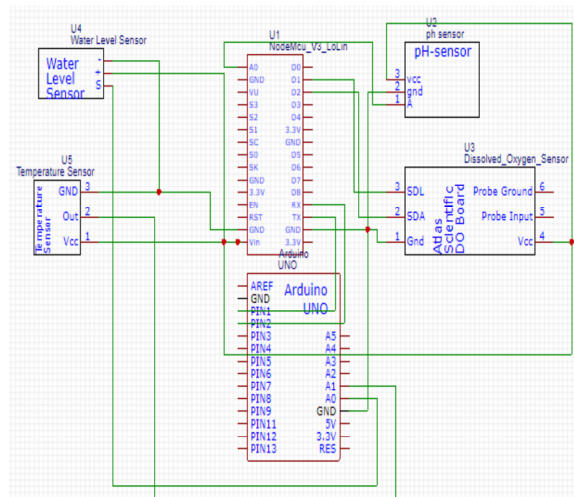 U4
Water Level Sensor
Water
Level
Sensor
-
+
S
U5
Temperature Sensor
Temperature
Sensor
GND 3
Out 2
Vcc 1
U1
NodeMcu_V3_LoLin
A0 D0
GND D1
VU D2
S3 D3
S2 D4
S1 3.3V
SC GND
S0 D5
SK D6
GND D7
3.3V D8
EN RX
RST TX
GND GND
Vin 3.3V
Arduino
UNO
Arduino
UNO
AREF
GND
PIN1
PIN2
PIN3 A5
PIN4 A4
PIN5 A3
PIN6 A2
PIN7 A1
PIN8 A0
PIN9 GND
PIN11 5V
PIN12 3.3V
PIN13 RES
U2
ph sensor
pH-sensor
3 vcc
2 gnd
1 A
U3
Dissolved_Oxygen_Sensor
Atlas
Scientific
DO Board
3 SDL Probe Ground 6
2 SDA Probe Input 5
1 Gnd Vcc 4